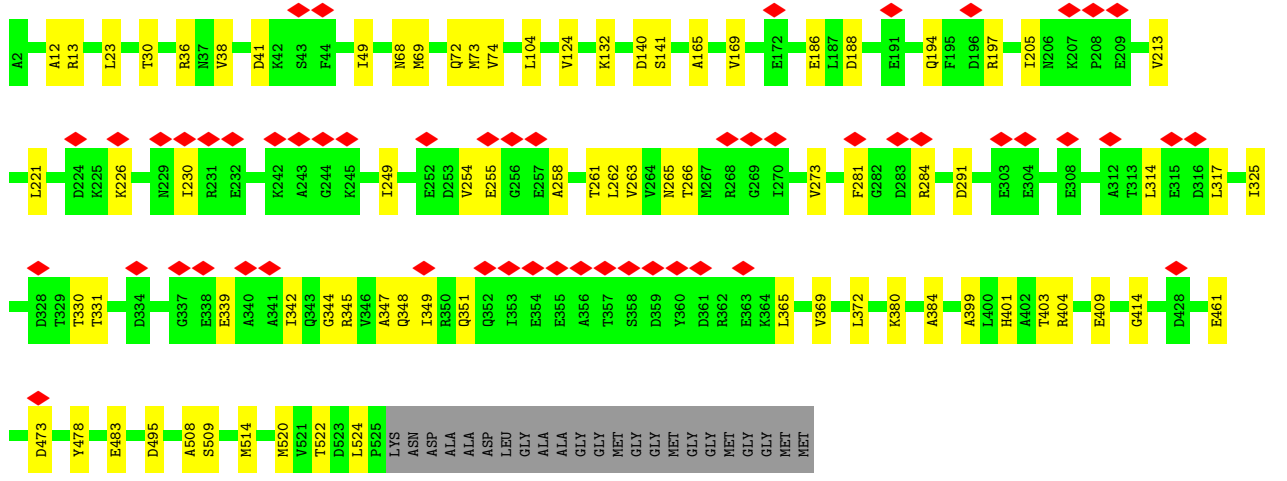 A2 A12 R13 L23 T30 R36 N37 V38 D41 K42 S43 F44 I49 N68 M69 Q72 M73 V74 L104 V124 K132 D140 S141 A165 V169 E172 E186 L187 D188 E191 Q194 F195 D196 R197 I205 N206 K207 P208 E209 V213
L221 D224 K225 K226 N229 I230 R231 E232 K242 A243 G244 K245 I249 E252 D253 V254 E255 G256 E257 A258 T261 L262 V263 V264 N265 T266 M267 R268 G269 I270 V273 F281 G282 D283 R284 D291 E303 E304 E308 A312 T313 L314 E315 D316 L317 I325
D328 T329 T330 T331 D334 G337 E338 E339 A340 A341 I342 Q343 G344 R345 V346 A347 Q348 I349 R350 Q351 Q352 I353 E354 E355 A356 T357 S358 D359 Y360 D361 R362 E363 K364 L365 V369 L372 K380 A384 A399 L400 H401 A402 T403 R404 E409 G414 D428 E461
D473 Y478 E483 D495 A508 S509 M514 M520 V521 T522 D523 L524 P525 LYS ASN ASP ALA ALA ASP LEU GLY ALA ALA GLY GLY MET GLY GLY MET GLY GLY MET GLY GLY MET MET